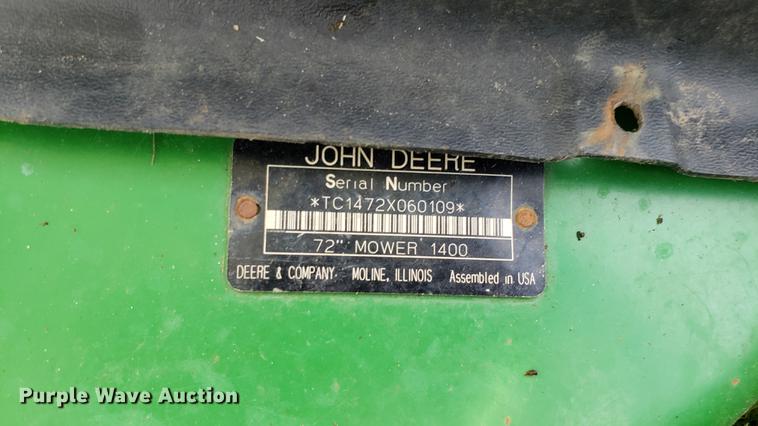 JOHN DEERE
Serial Number
*TC1472X060109*
72" MOWER 1400
DEERE & COMPANY MOLINE, ILLINOIS Assembled in USA
Purple Wave Auction